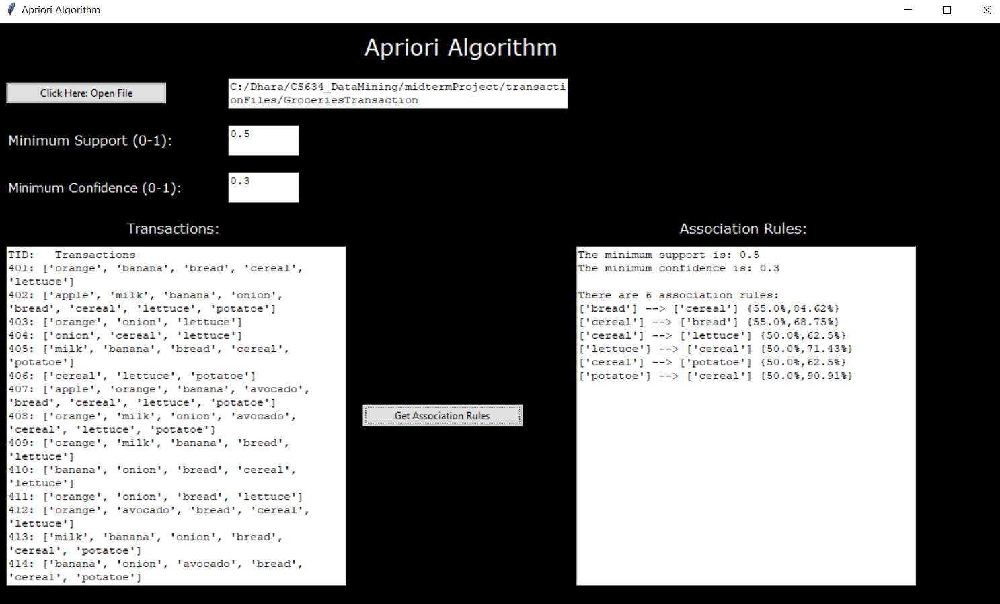 Apriori Algorithm
Apriori Algorithm
Click Here: Open File
C:/Dhara/CS634_DataMining/midtermProject/transacti
onFiles/GroceriesTransaction
Minimum Support (0-1):
0.5
Minimum Confidence (0-1):
0.3
Transactions:
TID:   Transactions
401: ['orange', 'banana', 'bread', 'cereal',
'lettuce']
402: ['apple', 'milk', 'banana', 'onion',
'bread', 'cereal', 'lettuce', 'potatoe']
403: ['orange', 'onion', 'lettuce']
404: ['onion', 'cereal', 'lettuce']
405: ['milk', 'banana', 'bread', 'cereal',
'potatoe']
406: ['cereal', 'lettuce', 'potatoe']
407: ['apple', 'orange', 'banana', 'avocado',
'bread', 'cereal', 'lettuce', 'potatoe']
408: ['orange', 'milk', 'onion', 'avocado',
'cereal', 'lettuce', 'potatoe']
409: ['orange', 'milk', 'banana', 'bread',
'lettuce']
410: ['banana', 'onion', 'bread', 'cereal',
'lettuce']
411: ['orange', 'onion', 'bread', 'lettuce']
412: ['orange', 'avocado', 'bread', 'cereal',
'lettuce']
413: ['milk', 'banana', 'onion', 'bread',
'cereal', 'potatoe']
414: ['banana', 'onion', 'avocado', 'bread',
'cereal', 'potatoe']
Get Association Rules
Association Rules:
The minimum support is: 0.5
The minimum confidence is: 0.3
There are 6 association rules:
['bread'] --> ['cereal'] {55.0%,84.62%}
['cereal'] --> ['bread'] {55.0%,68.75%}
['cereal'] --> ['lettuce'] {50.0%,62.5%}
['lettuce'] --> ['cereal'] {50.0%,71.43%}
['cereal'] --> ['potatoe'] {50.0%,62.5%}
['potatoe'] --> ['cereal'] {50.0%,90.91%}